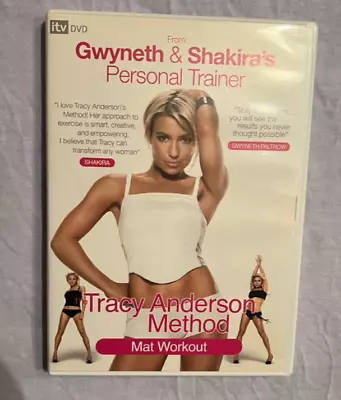 itv DVD
From
Gwyneth & Shakira's
Personal Trainer
"I love Tracy Anderson's
Method! Her approach to
exercise is smart, creative,
and empowering.
I believe that Tracy can
transform any woman"
SHAKIRA
you will see the
results you never
thought possible"
GWYNETH PALTROW
Tracy Anderson
Method
Mat Workout